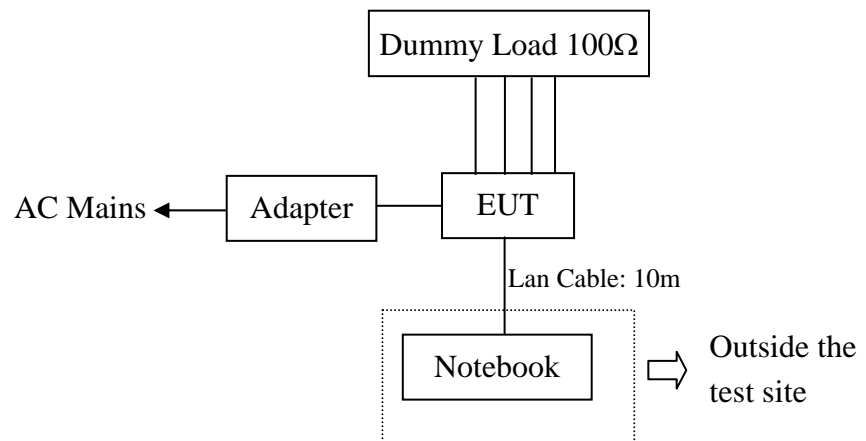 Dummy Load 100Ω
AC Mains
Adapter
EUT
Lan Cable: 10m
Notebook
Outside the
test site